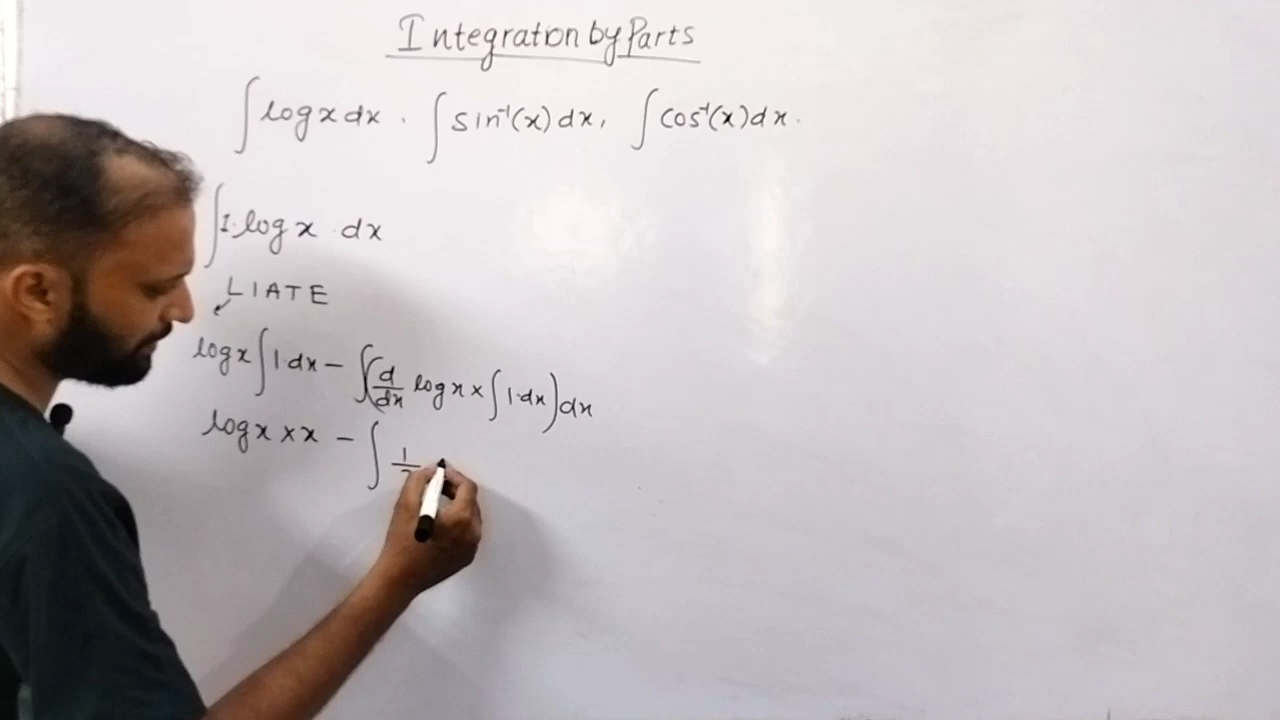 Integration by Parts
∫ log x dx . ∫ sin⁻¹(x) dx, ∫ cos⁻¹(x) dx.
∫ 1. log x . dx
LIATE
log x ∫ 1·dx − ∫(d/dx log x × ∫ 1·dx) dx
log x × x − ∫ 1/